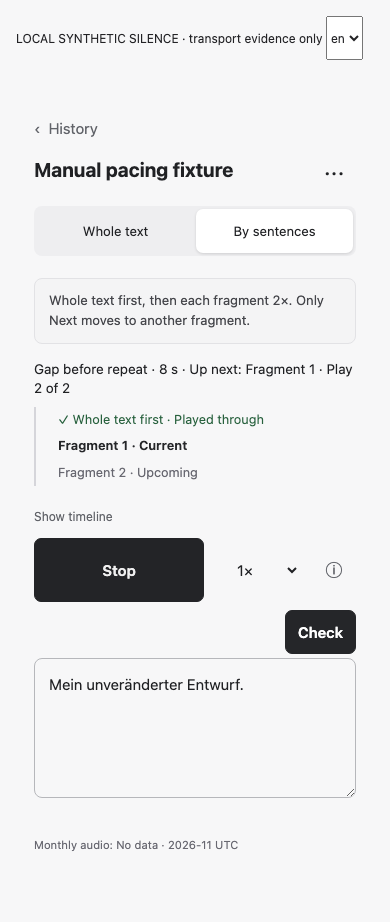 LOCAL SYNTHETIC SILENCE · transport evidence only en
‹ History
Manual pacing fixture
...
Whole text By sentences
Whole text first, then each fragment 2×. Only
Next moves to another fragment.
Gap before repeat · 8 s · Up next: Fragment 1 · Play
2 of 2
✓ Whole text first · Played through
Fragment 1 · Current
Fragment 2 · Upcoming
Show timeline
Stop 1× ⓘ
Check
Mein unveränderter Entwurf.
Monthly audio: No data · 2026-11 UTC